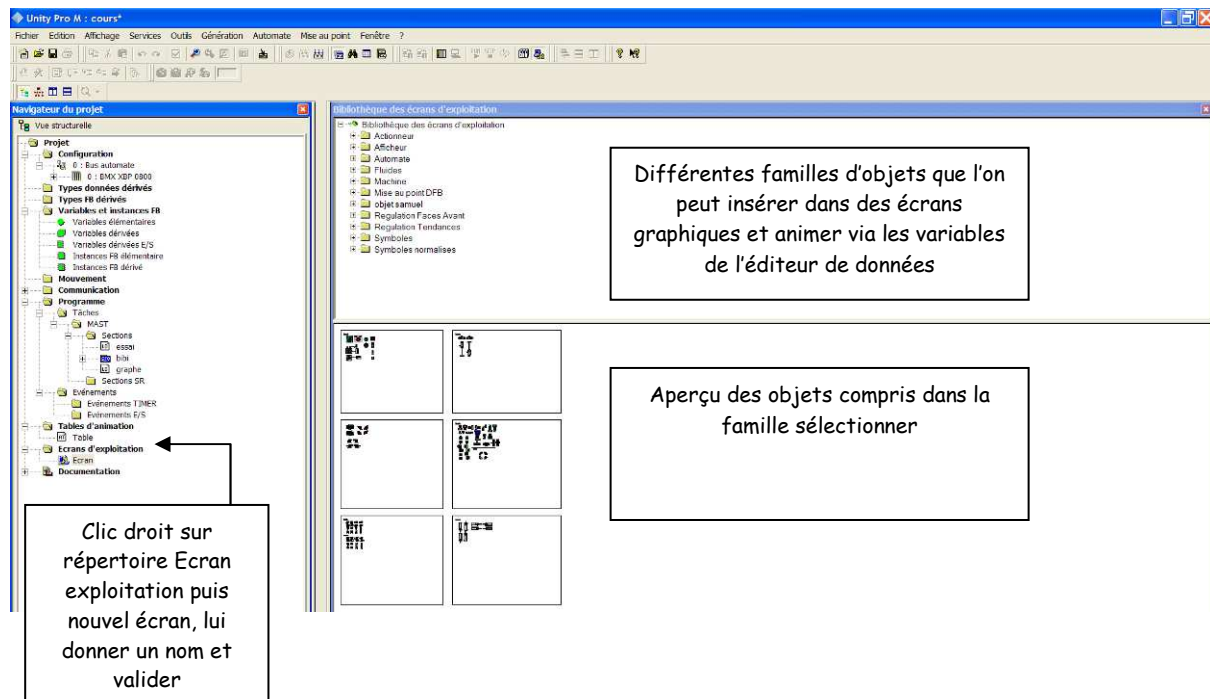 Unity Pro M : cours*
Fichier Edition Affichage Services Outils Génération Automate Mise au point Fenêtre ?
Navigateur du projet
Vue structurelle
Projet
Configuration
0 : Bus automate
0 : BMX XBP 0800
Types données dérivés
Types FB dérivés
Variables et instances FB
Variables élémentaires
Variables dérivées
Variables dérivées E/S
Instances FB élémentaire
Instances FB dérivé
Mouvement
Communication
Programme
Tâches
MAST
Sections
essai
bibi
graphe
Sections SR
Evénements
Evénements TIMER
Evénements E/S
Tables d'animation
Table
Ecrans d'exploitation
Ecran
Documentation
Bibliothèque des écrans d'exploitation
Bibliothèque des écrans d'exploitation
Actionneur
Afficheur
Automate
Fluides
Machine
Mise au point DFB
objet samuel
Regulation Faces Avant
Regulation Tendances
Symboles
Symboles normalises
Différentes familles d'objets que l'on
peut insérer dans des écrans
graphiques et animer via les variables
de l'éditeur de données
Aperçu des objets compris dans la
famille sélectionner
Clic droit sur
répertoire Ecran
exploitation puis
nouvel écran, lui
donner un nom et
valider